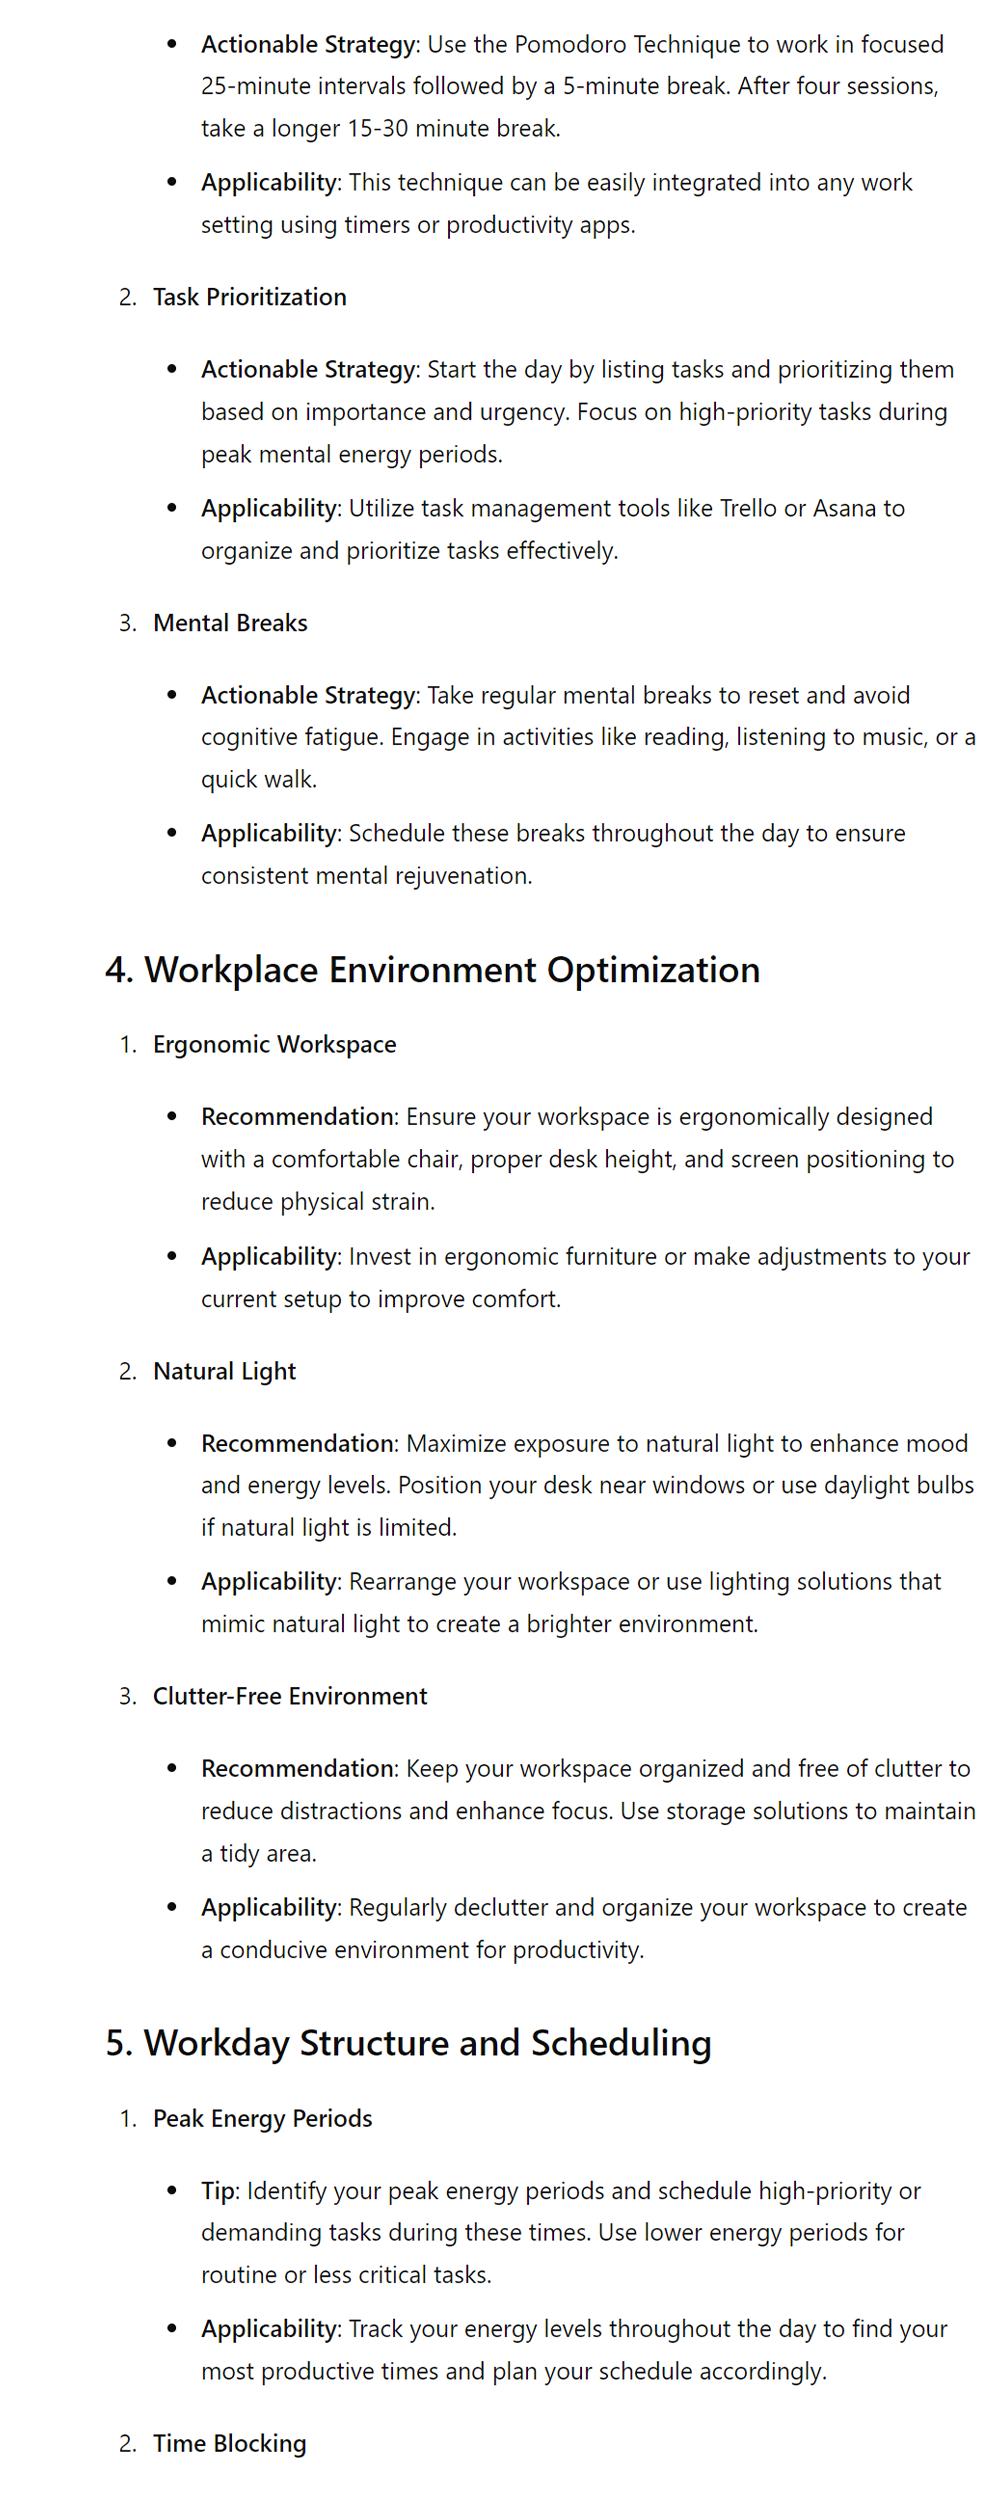 • Actionable Strategy: Use the Pomodoro Technique to work in focused
25-minute intervals followed by a 5-minute break. After four sessions,
take a longer 15-30 minute break.
• Applicability: This technique can be easily integrated into any work
setting using timers or productivity apps.
2. Task Prioritization
• Actionable Strategy: Start the day by listing tasks and prioritizing them
based on importance and urgency. Focus on high-priority tasks during
peak mental energy periods.
• Applicability: Utilize task management tools like Trello or Asana to
organize and prioritize tasks effectively.
3. Mental Breaks
• Actionable Strategy: Take regular mental breaks to reset and avoid
cognitive fatigue. Engage in activities like reading, listening to music, or a
quick walk.
• Applicability: Schedule these breaks throughout the day to ensure
consistent mental rejuvenation.
4. Workplace Environment Optimization
1. Ergonomic Workspace
• Recommendation: Ensure your workspace is ergonomically designed
with a comfortable chair, proper desk height, and screen positioning to
reduce physical strain.
• Applicability: Invest in ergonomic furniture or make adjustments to your
current setup to improve comfort.
2. Natural Light
• Recommendation: Maximize exposure to natural light to enhance mood
and energy levels. Position your desk near windows or use daylight bulbs
if natural light is limited.
• Applicability: Rearrange your workspace or use lighting solutions that
mimic natural light to create a brighter environment.
3. Clutter-Free Environment
• Recommendation: Keep your workspace organized and free of clutter to
reduce distractions and enhance focus. Use storage solutions to maintain
a tidy area.
• Applicability: Regularly declutter and organize your workspace to create
a conducive environment for productivity.
5. Workday Structure and Scheduling
1. Peak Energy Periods
• Tip: Identify your peak energy periods and schedule high-priority or
demanding tasks during these times. Use lower energy periods for
routine or less critical tasks.
• Applicability: Track your energy levels throughout the day to find your
most productive times and plan your schedule accordingly.
2. Time Blocking